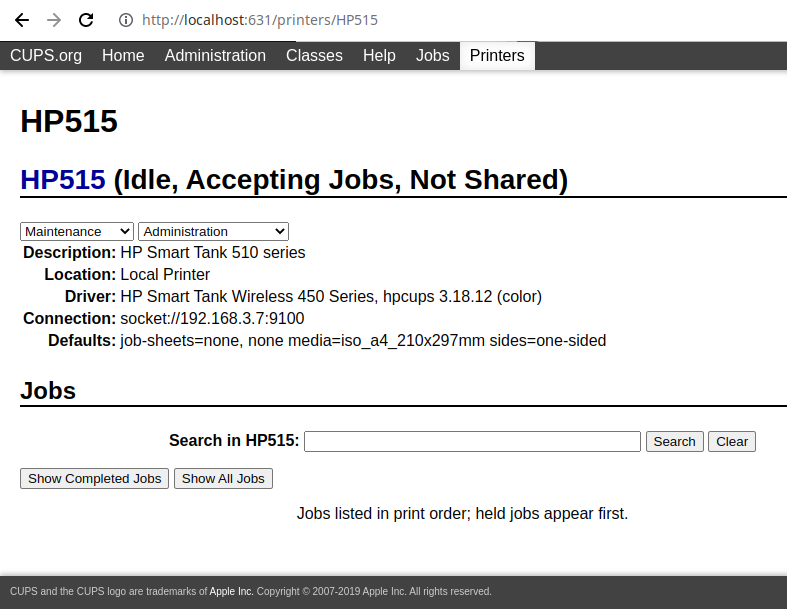 http://localhost:631/printers/HP515
CUPS.org Home Administration Classes Help Jobs Printers
HP515
HP515 (Idle, Accepting Jobs, Not Shared)
Maintenance Administration
Description: HP Smart Tank 510 series
Location: Local Printer
Driver: HP Smart Tank Wireless 450 Series, hpcups 3.18.12 (color)
Connection: socket://192.168.3.7:9100
Defaults: job-sheets=none, none media=iso_a4_210x297mm sides=one-sided
Jobs
Search in HP515: Search Clear
Show Completed Jobs Show All Jobs
Jobs listed in print order; held jobs appear first.
CUPS and the CUPS logo are trademarks of Apple Inc. Copyright © 2007-2019 Apple Inc. All rights reserved.